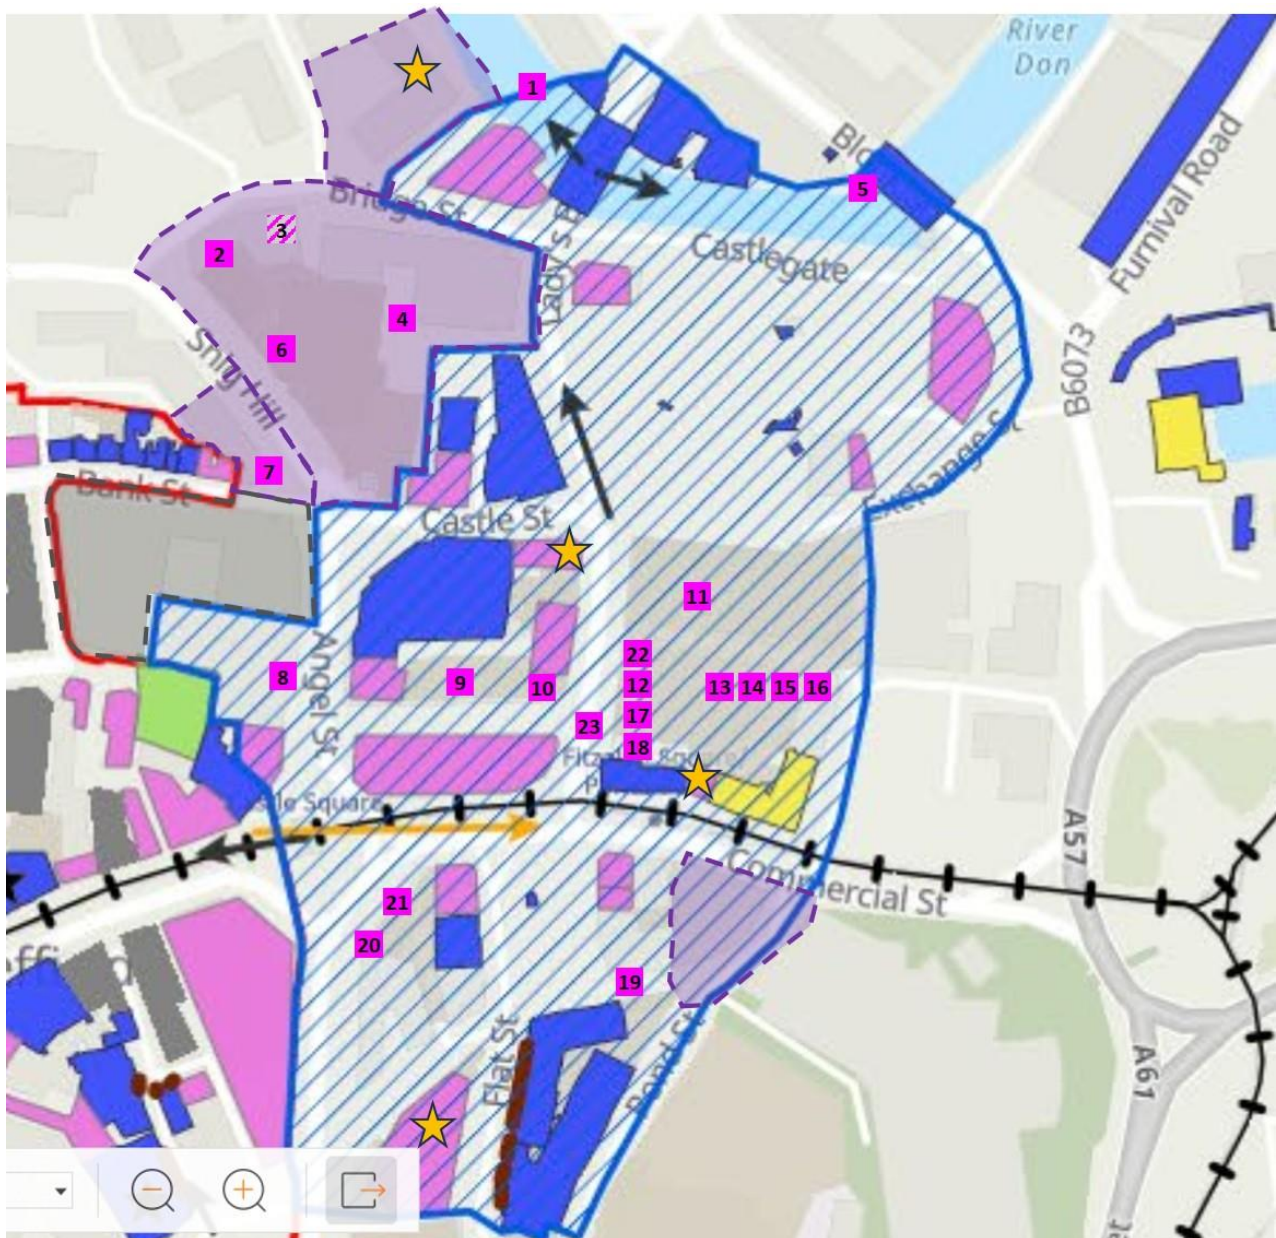 River
Don
1
Blo
5
Furnival Road
Bridge St
3
2
Lady's B
Castlegate
4
6
Snig Hill
B6073
7
Bank St
Exchange St
Castle St
11
22
8
Angel St
9
10
12
13
14
15
16
17
23
18
Castle Square
A57
Commercial St
21
20
19
Flat St
Pond St
A61